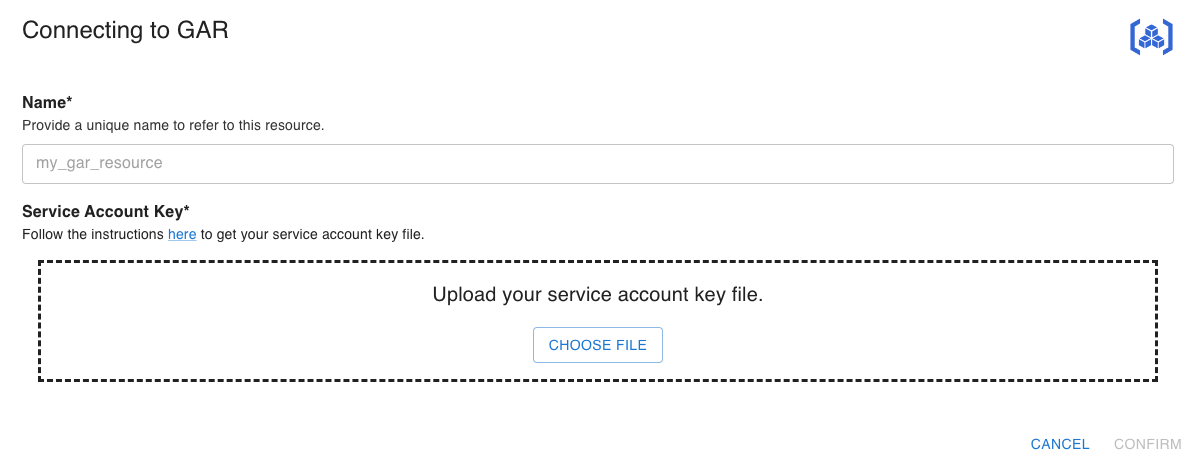 Connecting to GAR
Name*
Provide a unique name to refer to this resource.
my_gar_resource
Service Account Key*
Follow the instructions here to get your service account key file.
Upload your service account key file.
CHOOSE FILE
CANCEL CONFIRM